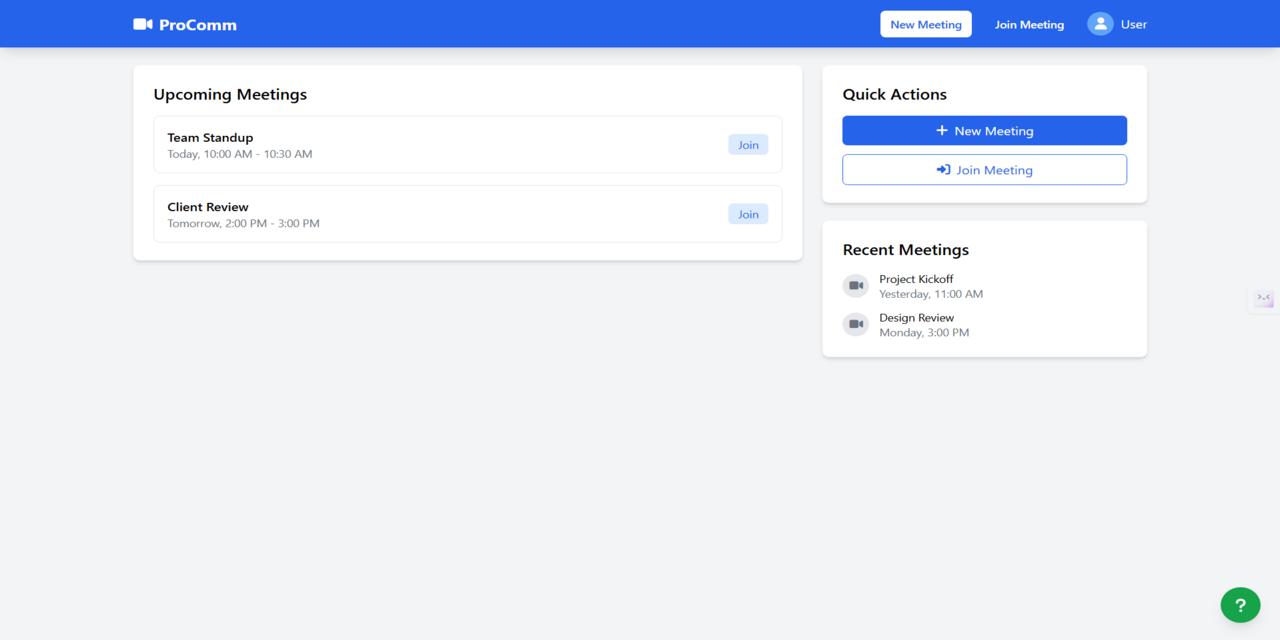 ProComm
New Meeting
Join Meeting
User
Upcoming Meetings
Team Standup
Today, 10:00 AM - 10:30 AM
Join
Client Review
Tomorrow, 2:00 PM - 3:00 PM
Join
Quick Actions
+ New Meeting
Join Meeting
Recent Meetings
Project Kickoff
Yesterday, 11:00 AM
Design Review
Monday, 3:00 PM
?